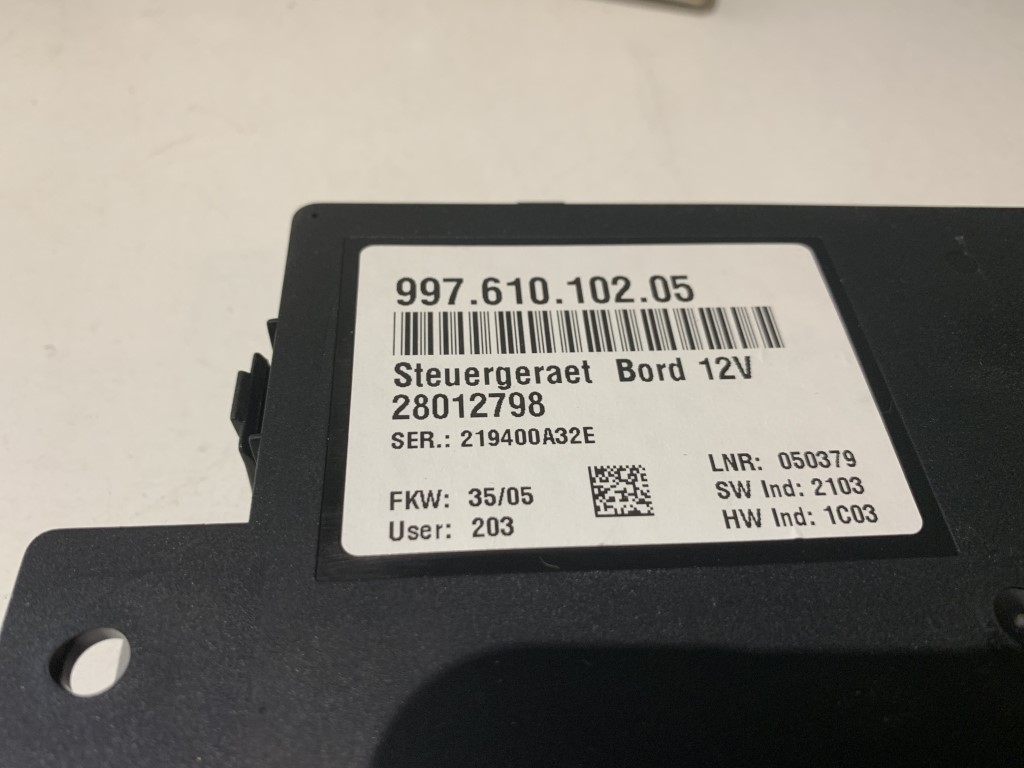 997.610.102.05
Steuergeraet Bord 12V
28012798
SER.: 219400A32E
FKW: 35/05
User: 203
LNR: 050379
SW Ind: 2103
HW Ind: 1C03